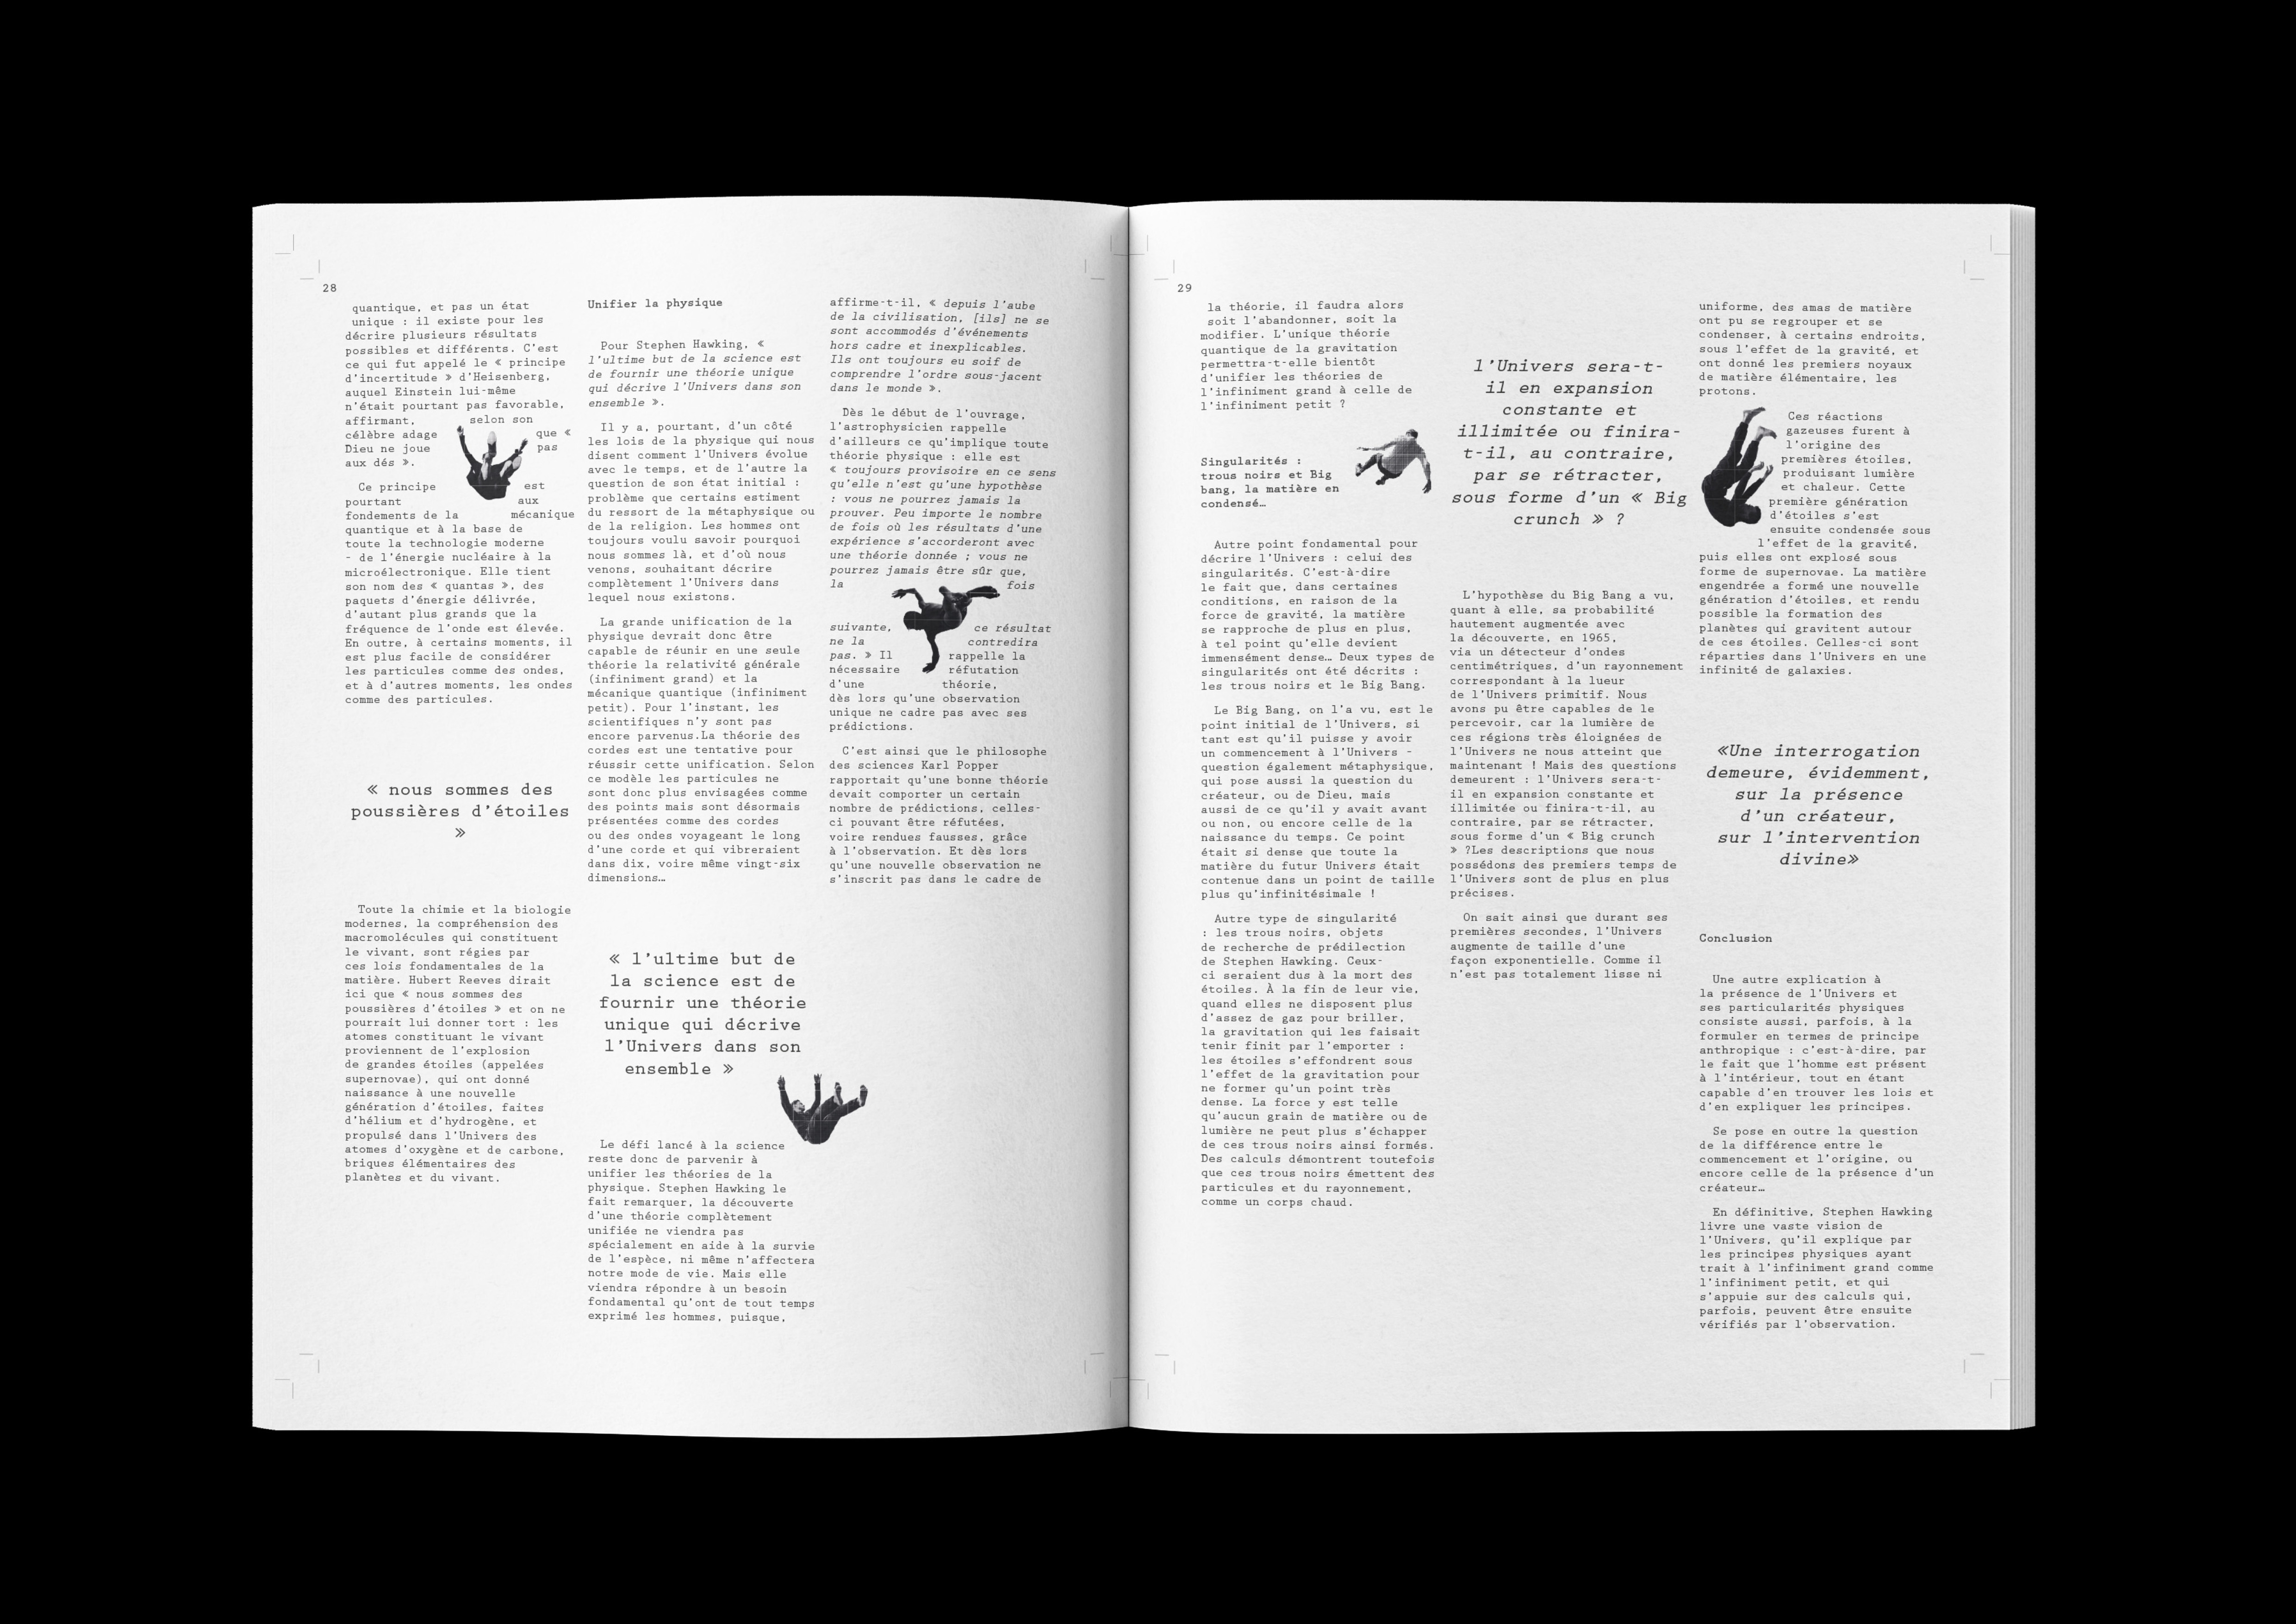 28
quantique, et pas un état
unique : il existe pour les
décrire plusieurs résultats
possibles et différents. C'est
ce qui fut appelé le « principe
d'incertitude » d'Heisenberg,
auquel Einstein lui-même
n'était pourtant pas favorable,
affirmant, selon son
célèbre adage que «
Dieu ne joue pas
aux dés ».
Ce principe est
pourtant aux
fondements de la mécanique
quantique et à la base de
toute la technologie moderne
- de l'énergie nucléaire à la
microélectronique. Elle tient
son nom des « quantas », des
paquets d'énergie délivrée,
d'autant plus grands que la
fréquence de l'onde est élevée.
En outre, à certains moments, il
est plus facile de considérer
les particules comme des ondes,
et à d'autres moments, les ondes
comme des particules.
« nous sommes des
poussières d'étoiles
»
Toute la chimie et la biologie
modernes, la compréhension des
macromolécules qui constituent
le vivant, sont régies par
ces lois fondamentales de la
matière. Hubert Reeves dirait
ici que « nous sommes des
poussières d'étoiles » et on ne
pourrait lui donner tort : les
atomes constituant le vivant
proviennent de l'explosion
de grandes étoiles (appelées
supernovae), qui ont donné
naissance à une nouvelle
génération d'étoiles, faites
d'hélium et d'hydrogène, et
propulsé dans l'Univers des
atomes d'oxygène et de carbone,
briques élémentaires des
planètes et du vivant.
Unifier la physique
Pour Stephen Hawking, «
l'ultime but de la science est
de fournir une théorie unique
qui décrive l'Univers dans son
ensemble ».
Il y a, pourtant, d'un côté
les lois de la physique qui nous
disent comment l'Univers évolue
avec le temps, et de l'autre la
question de son état initial :
problème que certains estiment
du ressort de la métaphysique ou
de la religion. Les hommes ont
toujours voulu savoir pourquoi
nous sommes là, et d'où nous
venons, souhaitant décrire
complètement l'Univers dans
lequel nous existons.
La grande unification de la
physique devrait donc être
capable de réunir en une seule
théorie la relativité générale
(infiniment grand) et la
mécanique quantique (infiniment
petit). Pour l'instant, les
scientifiques n'y sont pas
encore parvenus.La théorie des
cordes est une tentative pour
réussir cette unification. Selon
ce modèle les particules ne
sont donc plus envisagées comme
des points mais sont désormais
présentées comme des cordes
ou des ondes voyageant le long
d'une corde et qui vibreraient
dans dix, voire même vingt-six
dimensions…
« l'ultime but de
la science est de
fournir une théorie
unique qui décrive
l'Univers dans son
ensemble »
Le défi lancé à la science
reste donc de parvenir à
unifier les théories de la
physique. Stephen Hawking le
fait remarquer, la découverte
d'une théorie complètement
unifiée ne viendra pas
spécialement en aide à la survie
de l'espèce, ni même n'affectera
notre mode de vie. Mais elle
viendra répondre à un besoin
fondamental qu'ont de tout temps
exprimé les hommes, puisque,
affirme-t-il, « depuis l'aube
de la civilisation, [ils] ne se
sont accommodés d'événements
hors cadre et inexplicables.
Ils ont toujours eu soif de
comprendre l'ordre sous-jacent
dans le monde ».
Dès le début de l'ouvrage,
l'astrophysicien rappelle
d'ailleurs ce qu'implique toute
théorie physique : elle est
« toujours provisoire en ce sens
qu'elle n'est qu'une hypothèse
: vous ne pourrez jamais la
prouver. Peu importe le nombre
de fois où les résultats d'une
expérience s'accorderont avec
une théorie donnée ; vous ne
pourrez jamais être sûr que,
la fois
suivante, ce résultat
ne la contredira
pas. » Il rappelle la
nécessaire réfutation
d'une théorie,
dès lors qu'une observation
unique ne cadre pas avec ses
prédictions.
C'est ainsi que le philosophe
des sciences Karl Popper
rapportait qu'une bonne théorie
devait comporter un certain
nombre de prédictions, celles-
ci pouvant être réfutées,
voire rendues fausses, grâce
à l'observation. Et dès lors
qu'une nouvelle observation ne
s'inscrit pas dans le cadre de
29
la théorie, il faudra alors
soit l'abandonner, soit la
modifier. L'unique théorie
quantique de la gravitation
permettra-t-elle bientôt
d'unifier les théories de
l'infiniment grand à celle de
l'infiniment petit ?
Singularités :
trous noirs et Big
bang, la matière en
condensé…
Autre point fondamental pour
décrire l'Univers : celui des
singularités. C'est-à-dire
le fait que, dans certaines
conditions, en raison de la
force de gravité, la matière
se rapproche de plus en plus,
à tel point qu'elle devient
immensément dense… Deux types de
singularités ont été décrits :
les trous noirs et le Big Bang.
Le Big Bang, on l'a vu, est le
point initial de l'Univers, si
tant est qu'il puisse y avoir
un commencement à l'Univers -
question également métaphysique,
qui pose aussi la question du
créateur, ou de Dieu, mais
aussi de ce qu'il y avait avant
ou non, ou encore celle de la
naissance du temps. Ce point
était si dense que toute la
matière du futur Univers était
contenue dans un point de taille
plus qu'infinitésimale !
Autre type de singularité
: les trous noirs, objets
de recherche de prédilection
de Stephen Hawking. Ceux-
ci seraient dus à la mort des
étoiles. À la fin de leur vie,
quand elles ne disposent plus
d'assez de gaz pour briller,
la gravitation qui les faisait
tenir finit par l'emporter :
les étoiles s'effondrent sous
l'effet de la gravitation pour
ne former qu'un point très
dense. La force y est telle
qu'aucun grain de matière ou de
lumière ne peut plus s'échapper
de ces trous noirs ainsi formés.
Des calculs démontrent toutefois
que ces trous noirs émettent des
particules et du rayonnement,
comme un corps chaud.
l'Univers sera-t-
il en expansion
constante et
illimitée ou finira-
t-il, au contraire,
par se rétracter,
sous forme d'un « Big
crunch » ?
L'hypothèse du Big Bang a vu,
quant à elle, sa probabilité
hautement augmentée avec
la découverte, en 1965,
via un détecteur d'ondes
centimétriques, d'un rayonnement
correspondant à la lueur
de l'Univers primitif. Nous
avons pu être capables de le
percevoir, car la lumière de
ces régions très éloignées de
l'Univers ne nous atteint que
maintenant ! Mais des questions
demeurent : l'Univers sera-t-
il en expansion constante et
illimitée ou finira-t-il, au
contraire, par se rétracter,
sous forme d'un « Big crunch
» ?Les descriptions que nous
possédons des premiers temps de
l'Univers sont de plus en plus
précises.
On sait ainsi que durant ses
premières secondes, l'Univers
augmente de taille d'une
façon exponentielle. Comme il
n'est pas totalement lisse ni
uniforme, des amas de matière
ont pu se regrouper et se
condenser, à certains endroits,
sous l'effet de la gravité, et
ont donné les premiers noyaux
de matière élémentaire, les
protons.
Ces réactions
gazeuses furent à
l'origine des
premières étoiles,
produisant lumière
et chaleur. Cette
première génération
d'étoiles s'est
ensuite condensée sous
l'effet de la gravité,
puis elles ont explosé sous
forme de supernovae. La matière
engendrée a formé une nouvelle
génération d'étoiles, et rendu
possible la formation des
planètes qui gravitent autour
de ces étoiles. Celles-ci sont
réparties dans l'Univers en une
infinité de galaxies.
«Une interrogation
demeure, évidemment,
sur la présence
d'un créateur,
sur l'intervention
divine»
Conclusion
Une autre explication à
la présence de l'Univers et
ses particularités physiques
consiste aussi, parfois, à la
formuler en termes de principe
anthropique : c'est-à-dire, par
le fait que l'homme est présent
à l'intérieur, tout en étant
capable d'en trouver les lois et
d'en expliquer les principes.
Se pose en outre la question
de la différence entre le
commencement et l'origine, ou
encore celle de la présence d'un
créateur…
En définitive, Stephen Hawking
livre une vaste vision de
l'Univers, qu'il explique par
les principes physiques ayant
trait à l'infiniment grand comme
l'infiniment petit, et qui
s'appuie sur des calculs qui,
parfois, peuvent être ensuite
vérifiés par l'observation.